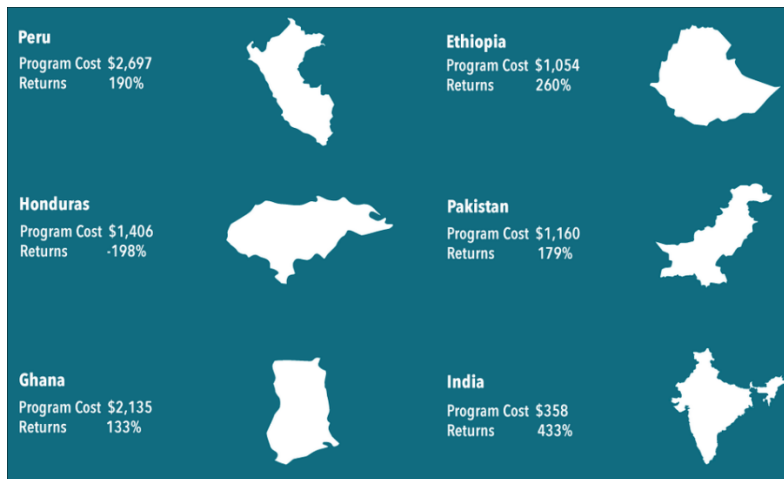 Peru
Program Cost $2,697
Returns 190%
Ethiopia
Program Cost $1,054
Returns 260%
Honduras
Program Cost $1,406
Returns -198%
Pakistan
Program Cost $1,160
Returns 179%
Ghana
Program Cost $2,135
Returns 133%
India
Program Cost $358
Returns 433%